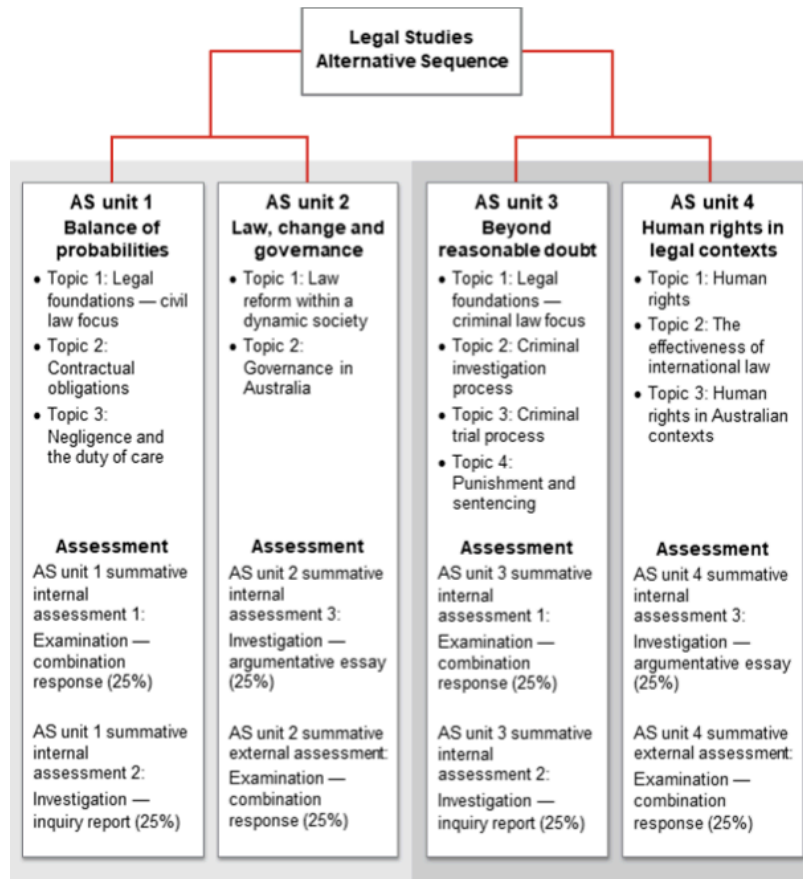 Legal Studies
Alternative Sequence
AS unit 1
Balance of
probabilities
• Topic 1: Legal
foundations — civil
law focus
• Topic 2:
Contractual
obligations
• Topic 3:
Negligence and
the duty of care
Assessment
AS unit 1 summative
internal
assessment 1:
Examination —
combination
response (25%)
AS unit 1 summative
internal
assessment 2:
Investigation —
inquiry report (25%)
AS unit 2
Law, change and
governance
• Topic 1: Law
reform within a
dynamic society
• Topic 2:
Governance in
Australia
Assessment
AS unit 2 summative
internal
assessment 3:
Investigation —
argumentative essay
(25%)
AS unit 2 summative
external assessment:
Examination —
combination
response (25%)
AS unit 3
Beyond
reasonable doubt
• Topic 1: Legal
foundations —
criminal law focus
• Topic 2: Criminal
investigation
process
• Topic 3: Criminal
trial process
• Topic 4:
Punishment and
sentencing
Assessment
AS unit 3 summative
internal
assessment 1:
Examination —
combination
response (25%)
AS unit 3 summative
internal
assessment 2:
Investigation —
inquiry report (25%)
AS unit 4
Human rights in
legal contexts
• Topic 1: Human
rights
• Topic 2: The
effectiveness of
international law
• Topic 3: Human
rights in Australian
contexts
Assessment
AS unit 4 summative
internal
assessment 3:
Investigation —
argumentative essay
(25%)
AS unit 4 summative
external assessment:
Examination —
combination
response (25%)